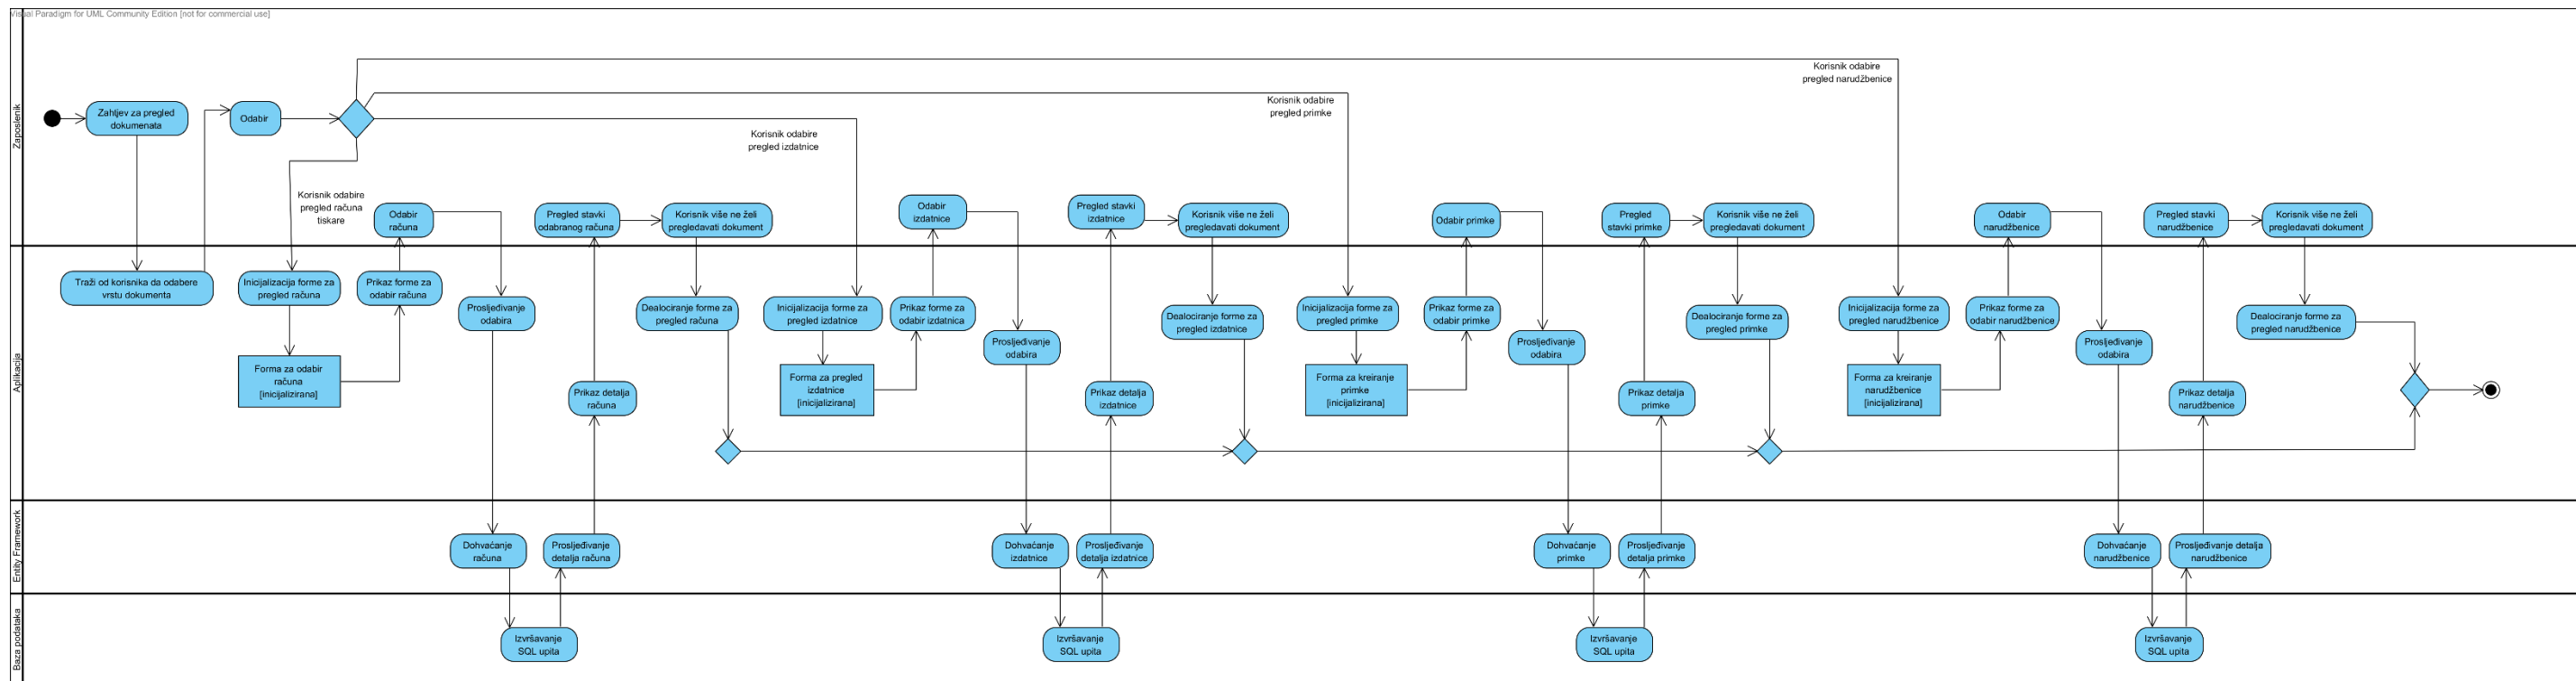 Visual Paradigm for UML Community Edition [not for commercial use]
Zaposlenik
Zahtjev za pregled
dokumenata
Odabir
Korisnik odabire
pregled računa
tiskare
Korisnik odabire
pregled izdatnice
Korisnik odabire
pregled primke
Korisnik odabire
pregled narudžbenice
Odabir
računa
Pregled stavki
odabranog računa
Korisnik više ne želi
pregledavati dokument
Odabir
izdatnice
Pregled stavki
izdatnice
Korisnik više ne želi
pregledavati dokument
Odabir primke
Pregled
stavki primke
Korisnik više ne želi
pregledavati dokument
Odabir
narudžbenice
Pregled stavki
narudžbenice
Korisnik više ne želi
pregledavati dokument
Aplikacija
Traži od korisnika da odabere
vrstu dokumenta
Inicijalizacija forme za
pregled računa
Prikaz forme za
odabir računa
Prosljeđivanje
odabira
Dealociranje forme za
pregled računa
Inicijalizacija forme za
pregled izdatnice
Prikaz forme za
odabir izdatnica
Prosljeđivanje
odabira
Dealociranje forme za
pregled izdatnice
Inicijalizacija forme za
pregled primke
Prikaz forme za
odabir primke
Prosljeđivanje
odabira
Dealociranje forme za
pregled primke
Inicijalizacija forme za
pregled narudžbenice
Prikaz forme za
odabir narudžbenice
Prosljeđivanje
odabira
Dealociranje forme za
pregled narudžbenice
Forma za odabir
računa
[inicijalizirana]
Prikaz detalja
računa
Forma za pregled
izdatnice
[inicijalizirana]
Prikaz detalja
izdatnice
Forma za kreiranje
primke
[inicijalizirana]
Prikaz detalja
primke
Forma za kreiranje
narudžbenice
[inicijalizirana]
Prikaz detalja
narudžbenice
Entity Framework
Dohvaćanje
računa
Prosljeđivanje
detalja računa
Dohvaćanje
izdatnice
Prosljeđivanje
detalja izdatnice
Dohvaćanje
primke
Prosljeđivanje
detalja primke
Dohvaćanje
narudžbenice
Prosljeđivanje detalja
narudžbenice
Baza podataka
Izvršavanje
SQL upita
Izvršavanje
SQL upita
Izvršavanje
SQL upita
Izvršavanje
SQL upita